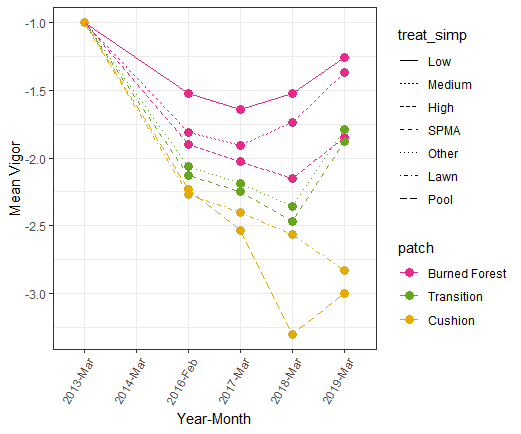 Mean Vigor
-1.0
-1.5
-2.0
-2.5
-3.0
2013-Mar
2014-Mar
2016-Feb
2017-Mar
2018-Mar
2019-Mar
Year-Month
treat_simp
Low
Medium
High
SPMA
Other
Lawn
Pool
patch
Burned Forest
Transition
Cushion